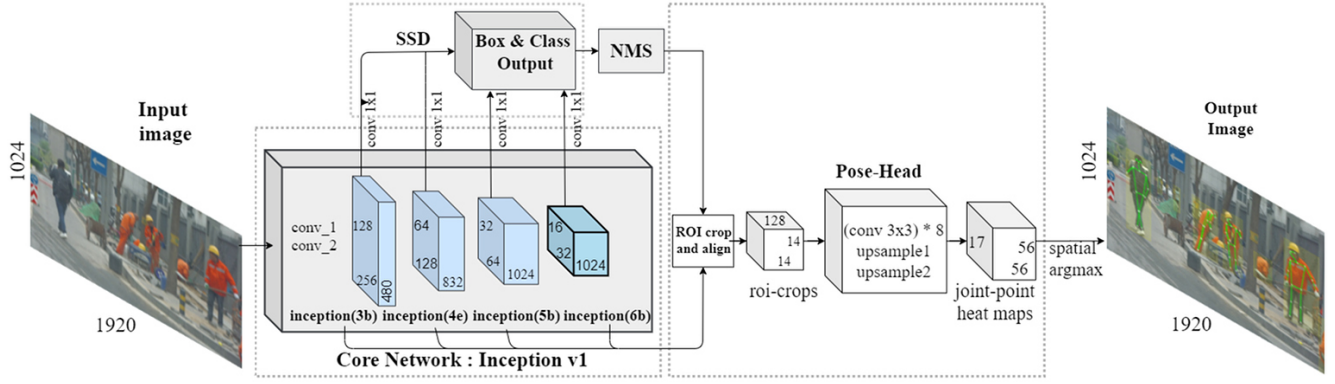 Input
image
1024
1920
SSD
Box & Class
Output
NMS
conv 1x1
conv 1x1
conv 1x1
conv 1x1
conv_1
conv_2
128
256
480
64
128
832
32
64
1024
16
32
1024
inception(3b)
inception(4e)
inception(5b)
inception(6b)
Core Network : Inception v1
ROI crop
and align
128
14
14
roi-crops
Pose-Head
(conv 3x3) * 8
upsample1
upsample2
17
56
56
joint-point
heat maps
spatial
argmax
Output
Image
1024
1920